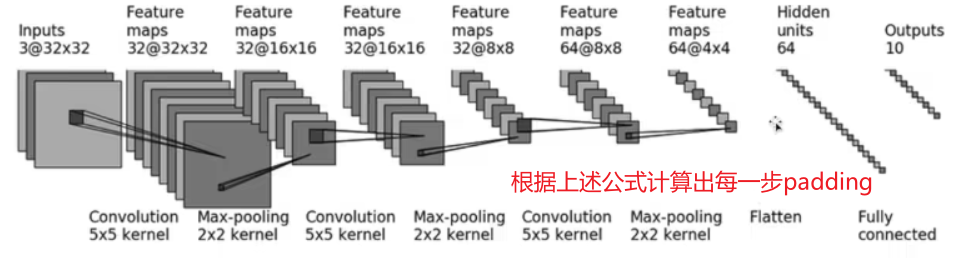 Inputs
3@32x32
Feature
maps
32@32x32
Feature
maps
32@16x16
Feature
maps
32@16x16
Feature
maps
32@8x8
Feature
maps
64@8x8
Feature
maps
64@4x4
Hidden
units
64
Outputs
10
根据上述公式计算出每一步padding
Convolution
5x5 kernel
Max-pooling
2x2 kernel
Convolution
5x5 kernel
Max-pooling
2x2 kernel
Convolution
5x5 kernel
Max-pooling
2x2 kernel
Flatten
Fully
connected